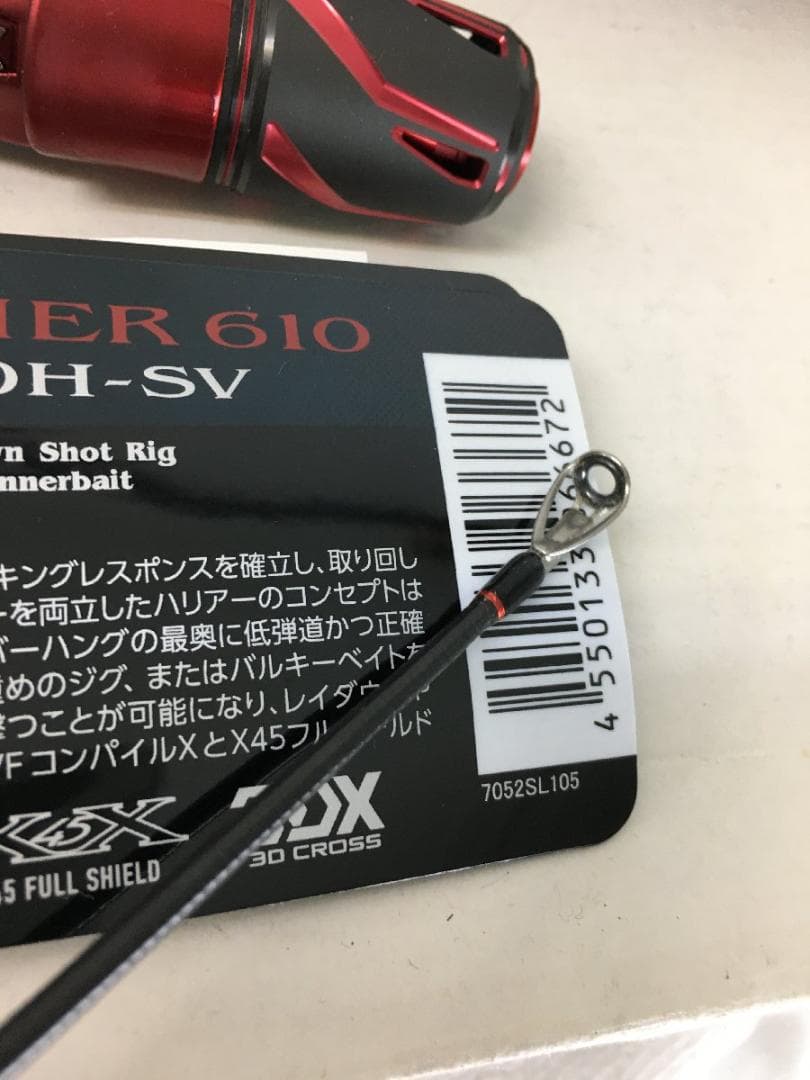 IER 610
OH-SV
n Shot Rig
nnerbait
キングレスポンスを確立し、取り回し
ーを両立したハリアーのコンセプトは
バーハングの最奥に低弾道かつ正確
めのジグ、またはバルキーベイトを
つことが可能になり、レイダウ
FコンパイルXとX45フル ールド
X45X
45 FULL SHIELD
3DX
3D CROSS
7052SL105
4 550133
672